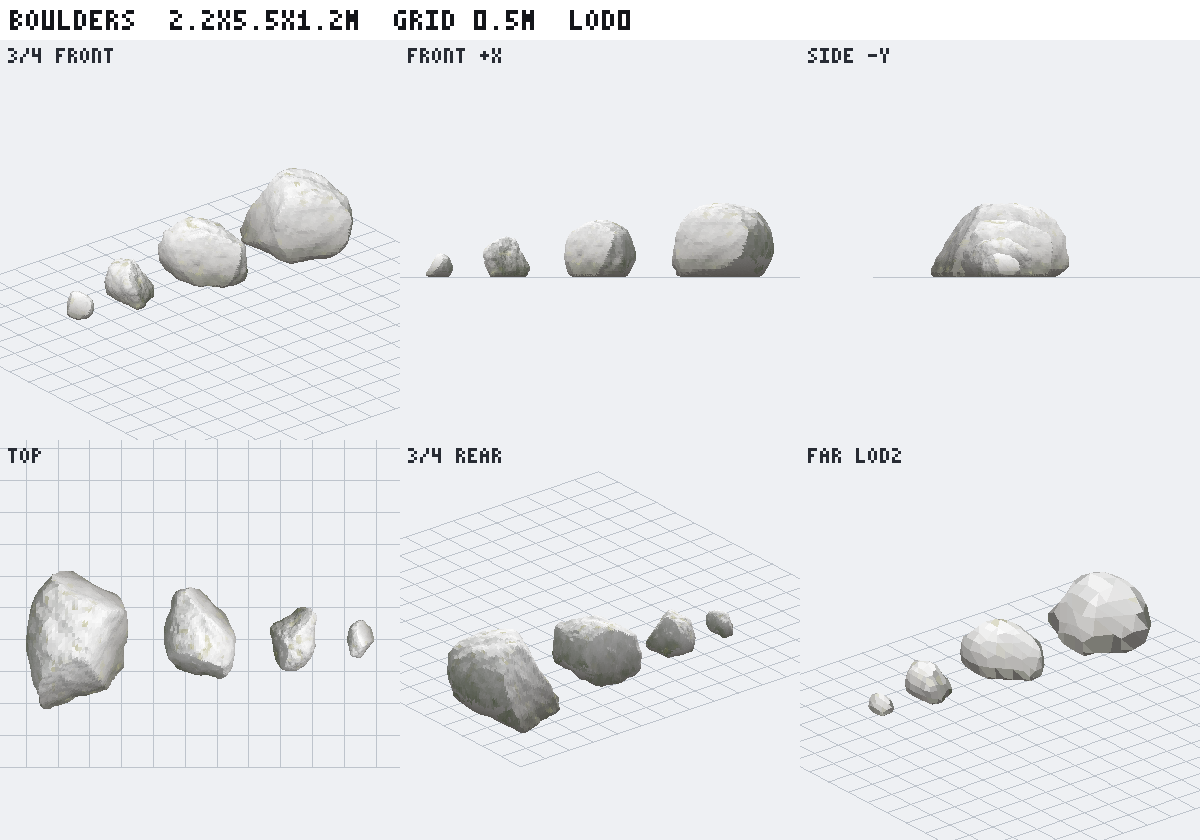 BOULDERS 2.2X5.5X1.2M GRID 0.5M LOD0
3/4 FRONT
FRONT +X
SIDE -Y
TOP
3/4 REAR
FAR LOD2